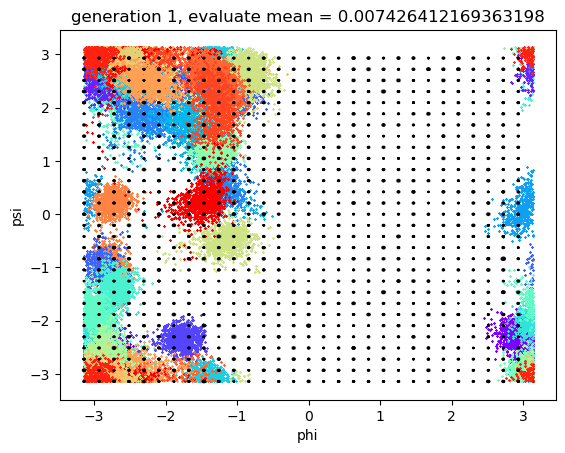 generation 1, evaluate mean = 0.007426412169363198
3
2
1
0
−1
−2
−3
psi
−3 −2 −1 0 1 2 3
phi